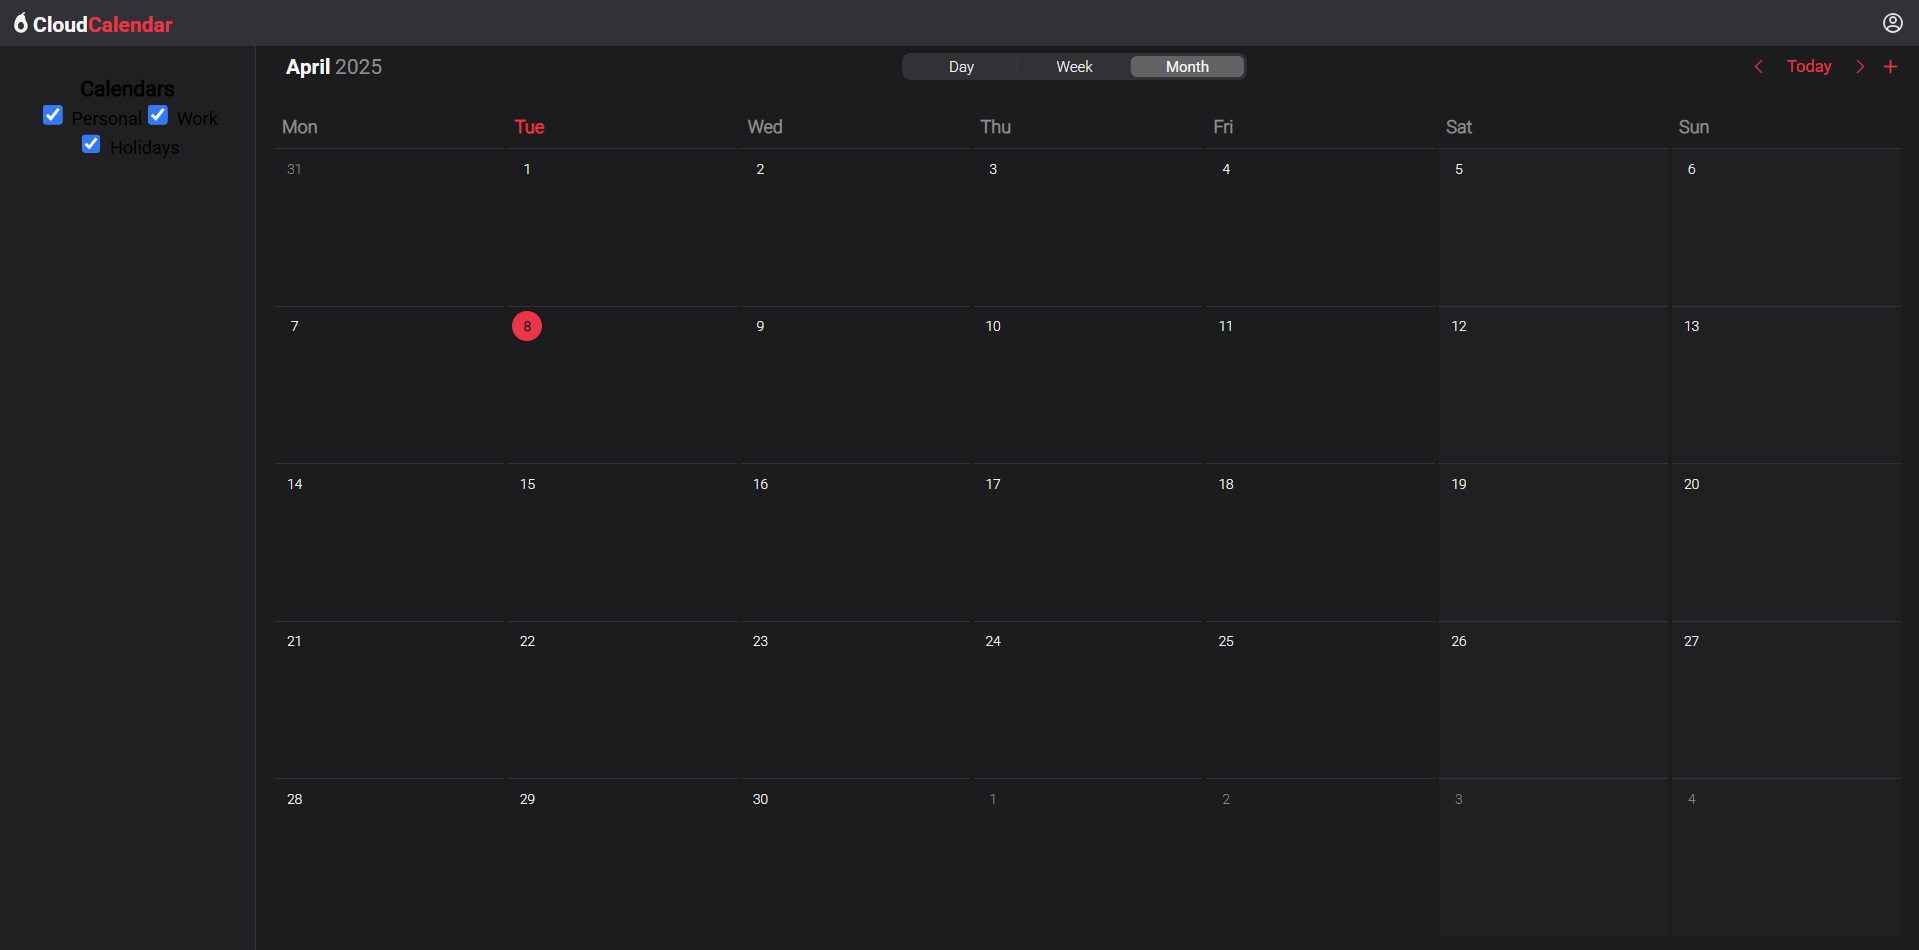 CloudCalendar
Calendars
Personal Work
Holidays
April 2025
Day Week Month
Today
Mon Tue Wed Thu Fri Sat Sun
31 1 2 3 4 5 6
7 8 9 10 11 12 13
14 15 16 17 18 19 20
21 22 23 24 25 26 27
28 29 30 1 2 3 4